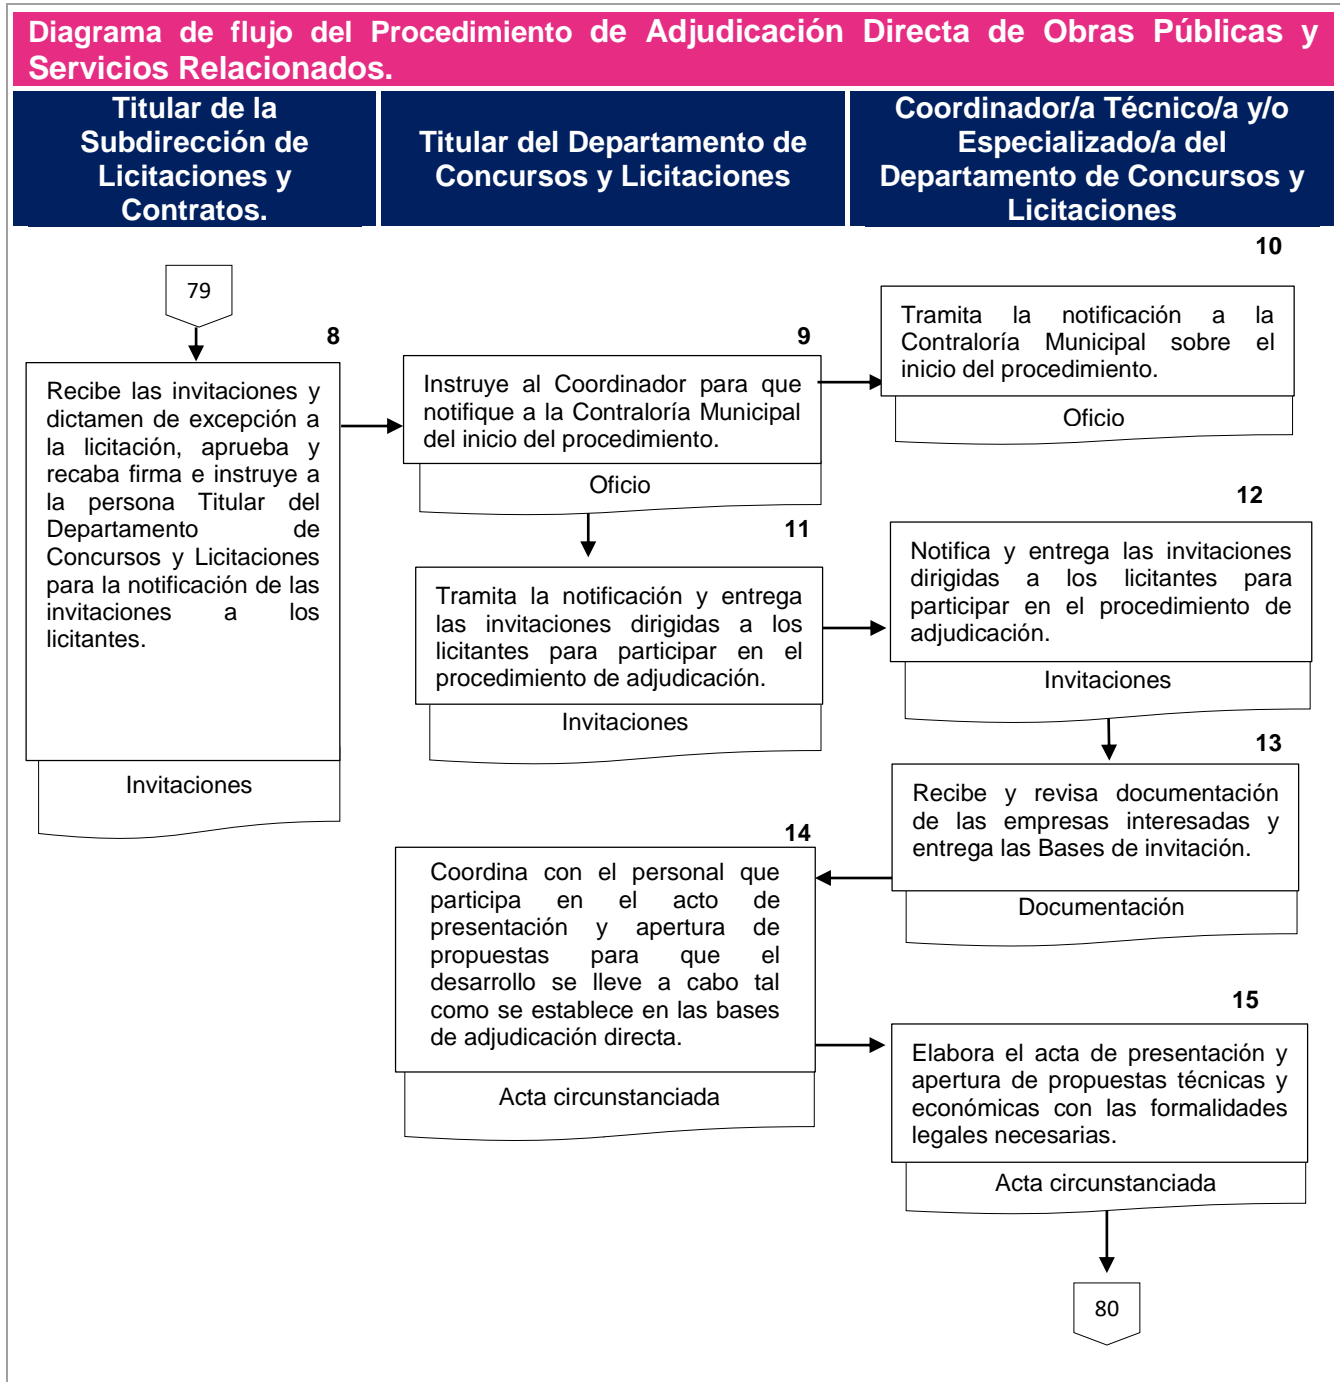 Diagrama de flujo del Procedimiento de Adjudicación Directa de Obras Públicas y
Servicios Relacionados.
Titular de la
Subdirección de
Licitaciones y
Contratos.
Titular del Departamento de
Concursos y Licitaciones
Coordinador/a Técnico/a y/o
Especializado/a del
Departamento de Concursos y
Licitaciones
79
8
Recibe las invitaciones y
dictamen de excepción a
la licitación, aprueba y
recaba firma e instruye a
la persona Titular del
Departamento de
Concursos y Licitaciones
para la notificación de las
invitaciones a los
licitantes.
Invitaciones
9
Instruye al Coordinador para que
notifique a la Contraloría Municipal
del inicio del procedimiento.
Oficio
10
Tramita la notificación a la
Contraloría Municipal sobre el
inicio del procedimiento.
Oficio
11
Tramita la notificación y entrega
las invitaciones dirigidas a los
licitantes para participar en el
procedimiento de adjudicación.
Invitaciones
12
Notifica y entrega las invitaciones
dirigidas a los licitantes para
participar en el procedimiento de
adjudicación.
Invitaciones
13
Recibe y revisa documentación
de las empresas interesadas y
entrega las Bases de invitación.
Documentación
14
Coordina con el personal que
participa en el acto de
presentación y apertura de
propuestas para que el
desarrollo se lleve a cabo tal
como se establece en las bases
de adjudicación directa.
Acta circunstanciada
15
Elabora el acta de presentación y
apertura de propuestas técnicas y
económicas con las formalidades
legales necesarias.
Acta circunstanciada
80